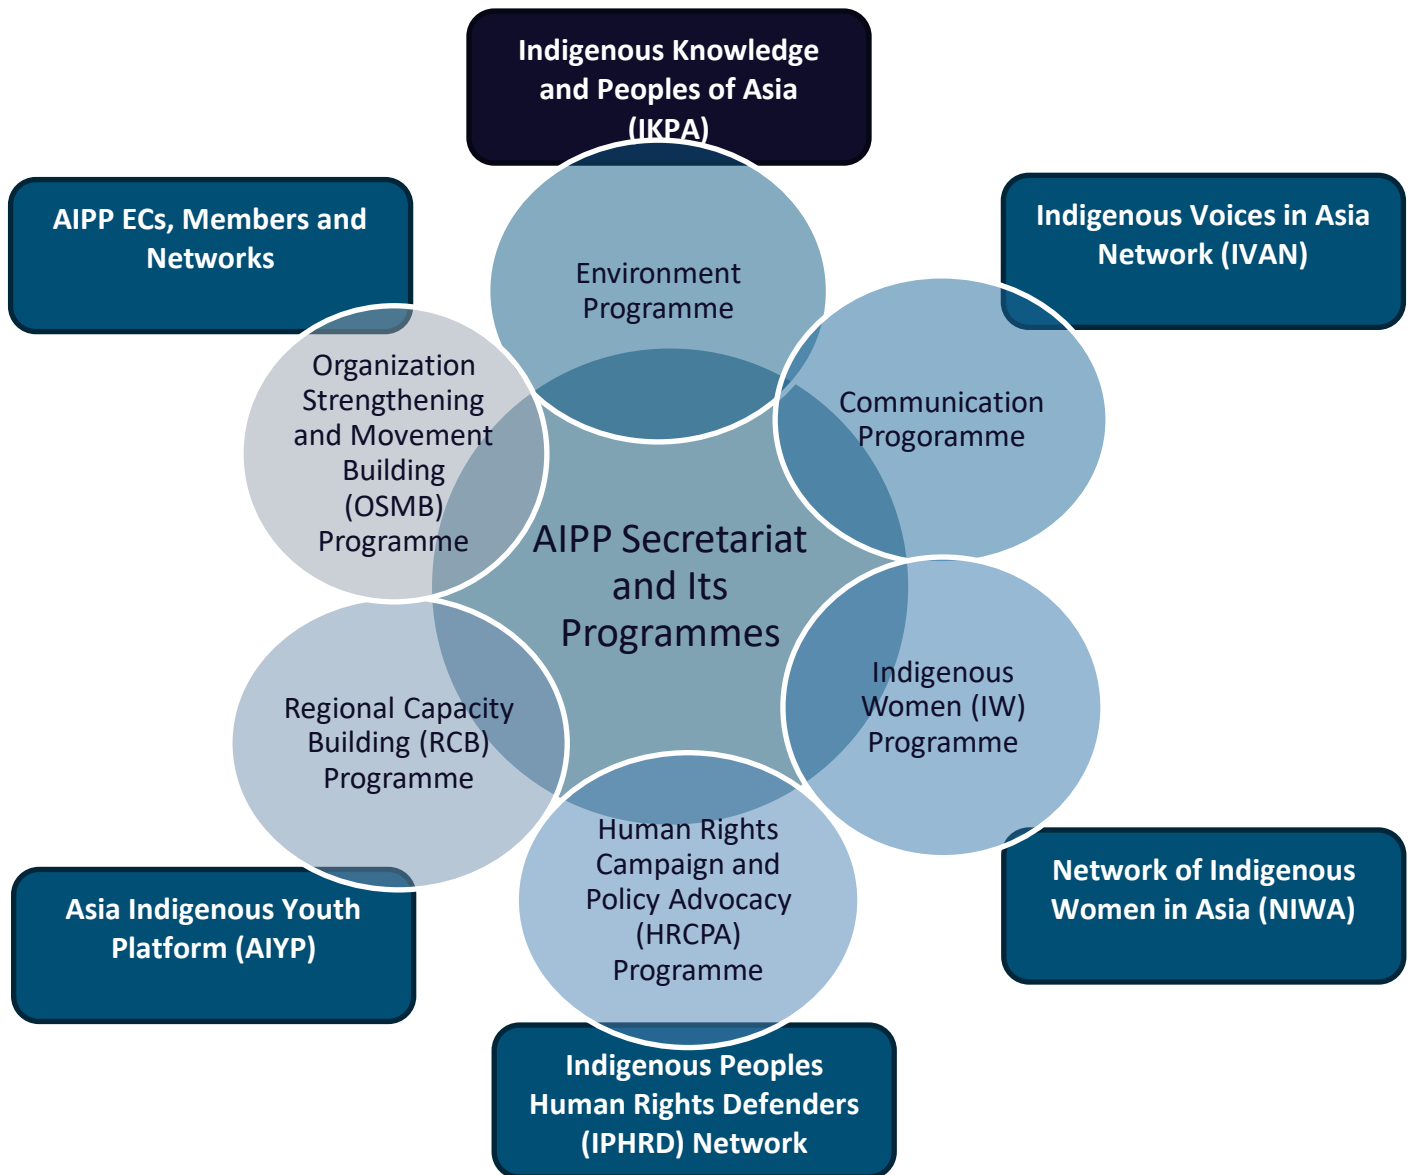 Indigenous Knowledge
and Peoples of Asia
(IKPA)
AIPP ECs, Members and
Networks
Indigenous Voices in Asia
Network (IVAN)
Environment
Programme
Organization
Strengthening
and Movement
Building
(OSMB)
Programme
Communication
Progoramme
AIPP Secretariat
and Its
Programmes
Regional Capacity
Building (RCB)
Programme
Indigenous
Women (IW)
Programme
Human Rights
Campaign and
Policy Advocacy
(HRCPA)
Programme
Asia Indigenous Youth
Platform (AIYP)
Network of Indigenous
Women in Asia (NIWA)
Indigenous Peoples
Human Rights Defenders
(IPHRD) Network